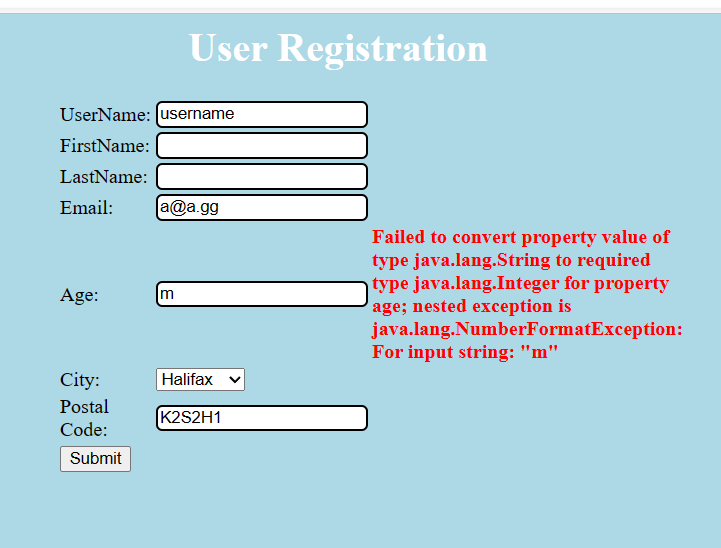 User Registration
UserName: username
FirstName:
LastName:
Email: a@a.gg
Failed to convert property value of
type java.lang.String to required
type java.lang.Integer for property
age; nested exception is
java.lang.NumberFormatException:
For input string: "m"
Age: m
City: Halifax
Postal
Code:
K2S2H1
Submit